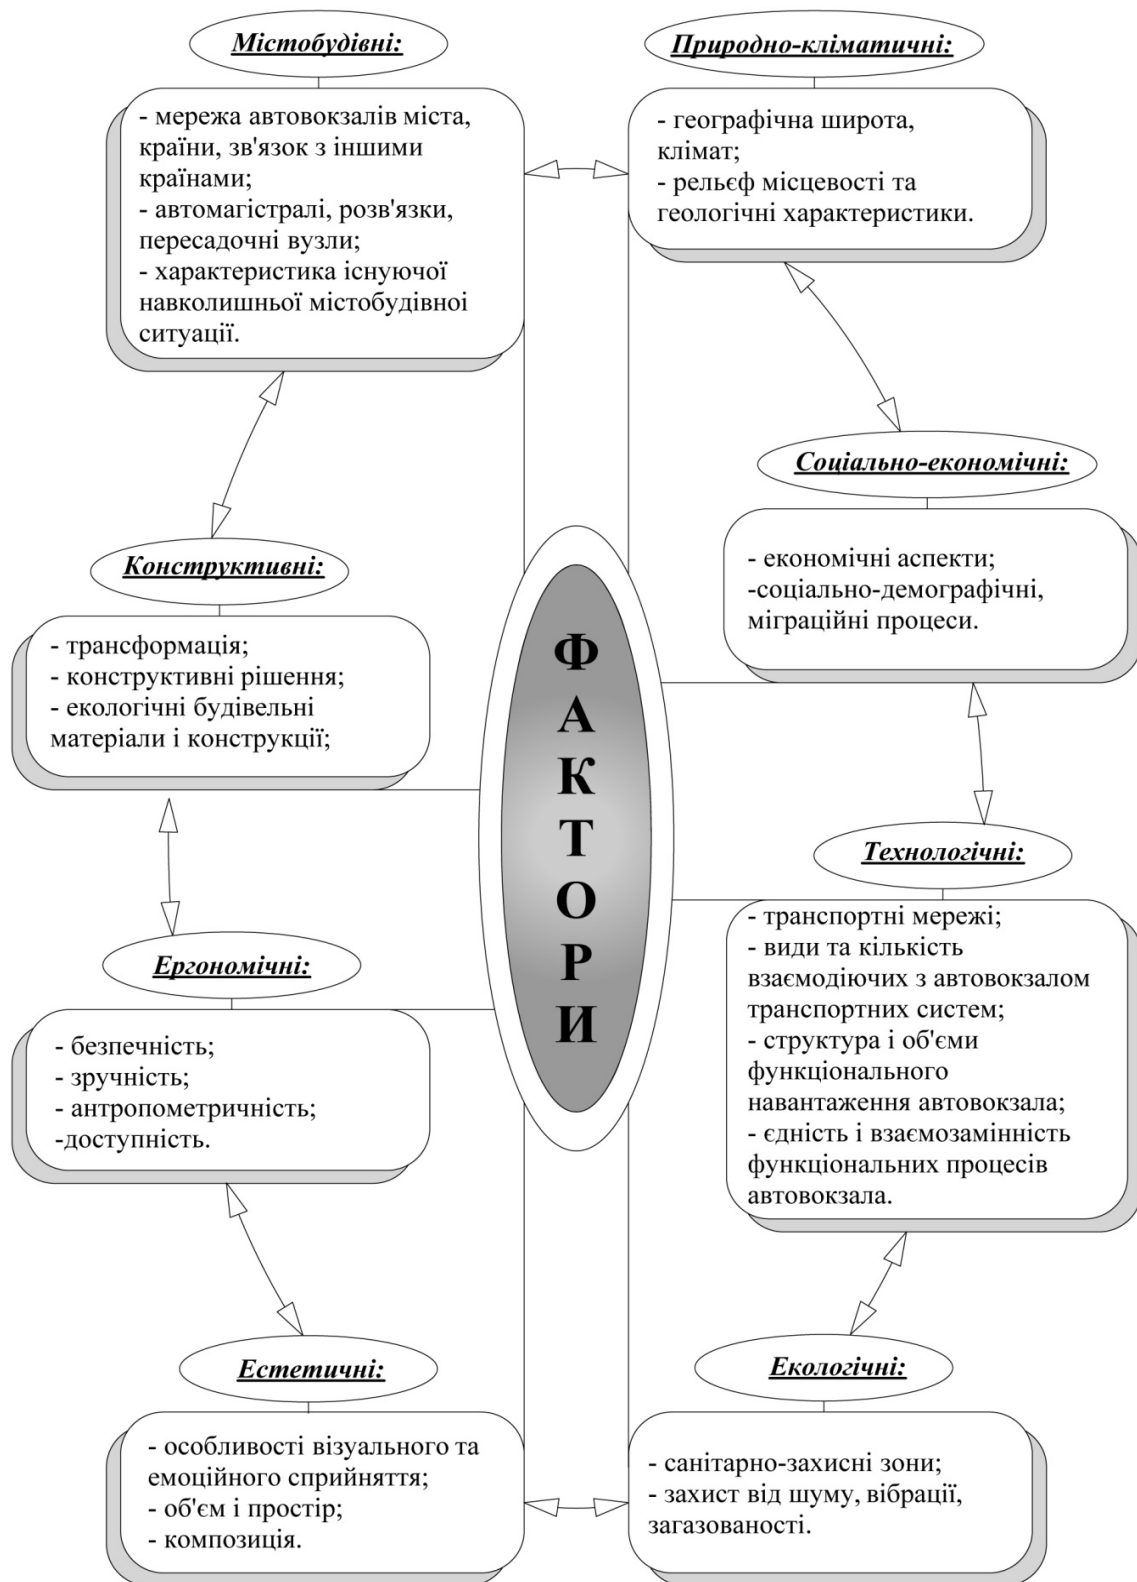 Містобудівні:
- мережа автовокзалів міста,
країни, зв'язок з іншими
країнами;
- автомагістралі, розв'язки,
пересадочні вузли;
- характеристика існуючої
навколишньої містобудівної
ситуації.
Природно-кліматичні:
- географічна широта,
клімат;
- рельєф місцевості та
геологічні характеристики.
Соціально-економічні:
- економічні аспекти;
-соціально-демографічні,
міграційні процеси.
Конструктивні:
- трансформація;
- конструктивні рішення;
- екологічні будівельні
матеріали і конструкції;
ФАКТОРИ
Технологічні:
- транспортні мережі;
- види та кількість
взаємодіючих з автовокзалом
транспортних систем;
- структура і об'єми
функціонального
навантаження автовокзала;
- єдність і взаємозамінність
функціональних процесів
автовокзала.
Ергономічні:
- безпечність;
- зручність;
- антропометричність;
-доступність.
Естетичні:
- особливості візуального та
емоційного сприйняття;
- об'єм і простір;
- композиція.
Екологічні:
- санітарно-захисні зони;
- захист від шуму, вібрації,
загазованості.